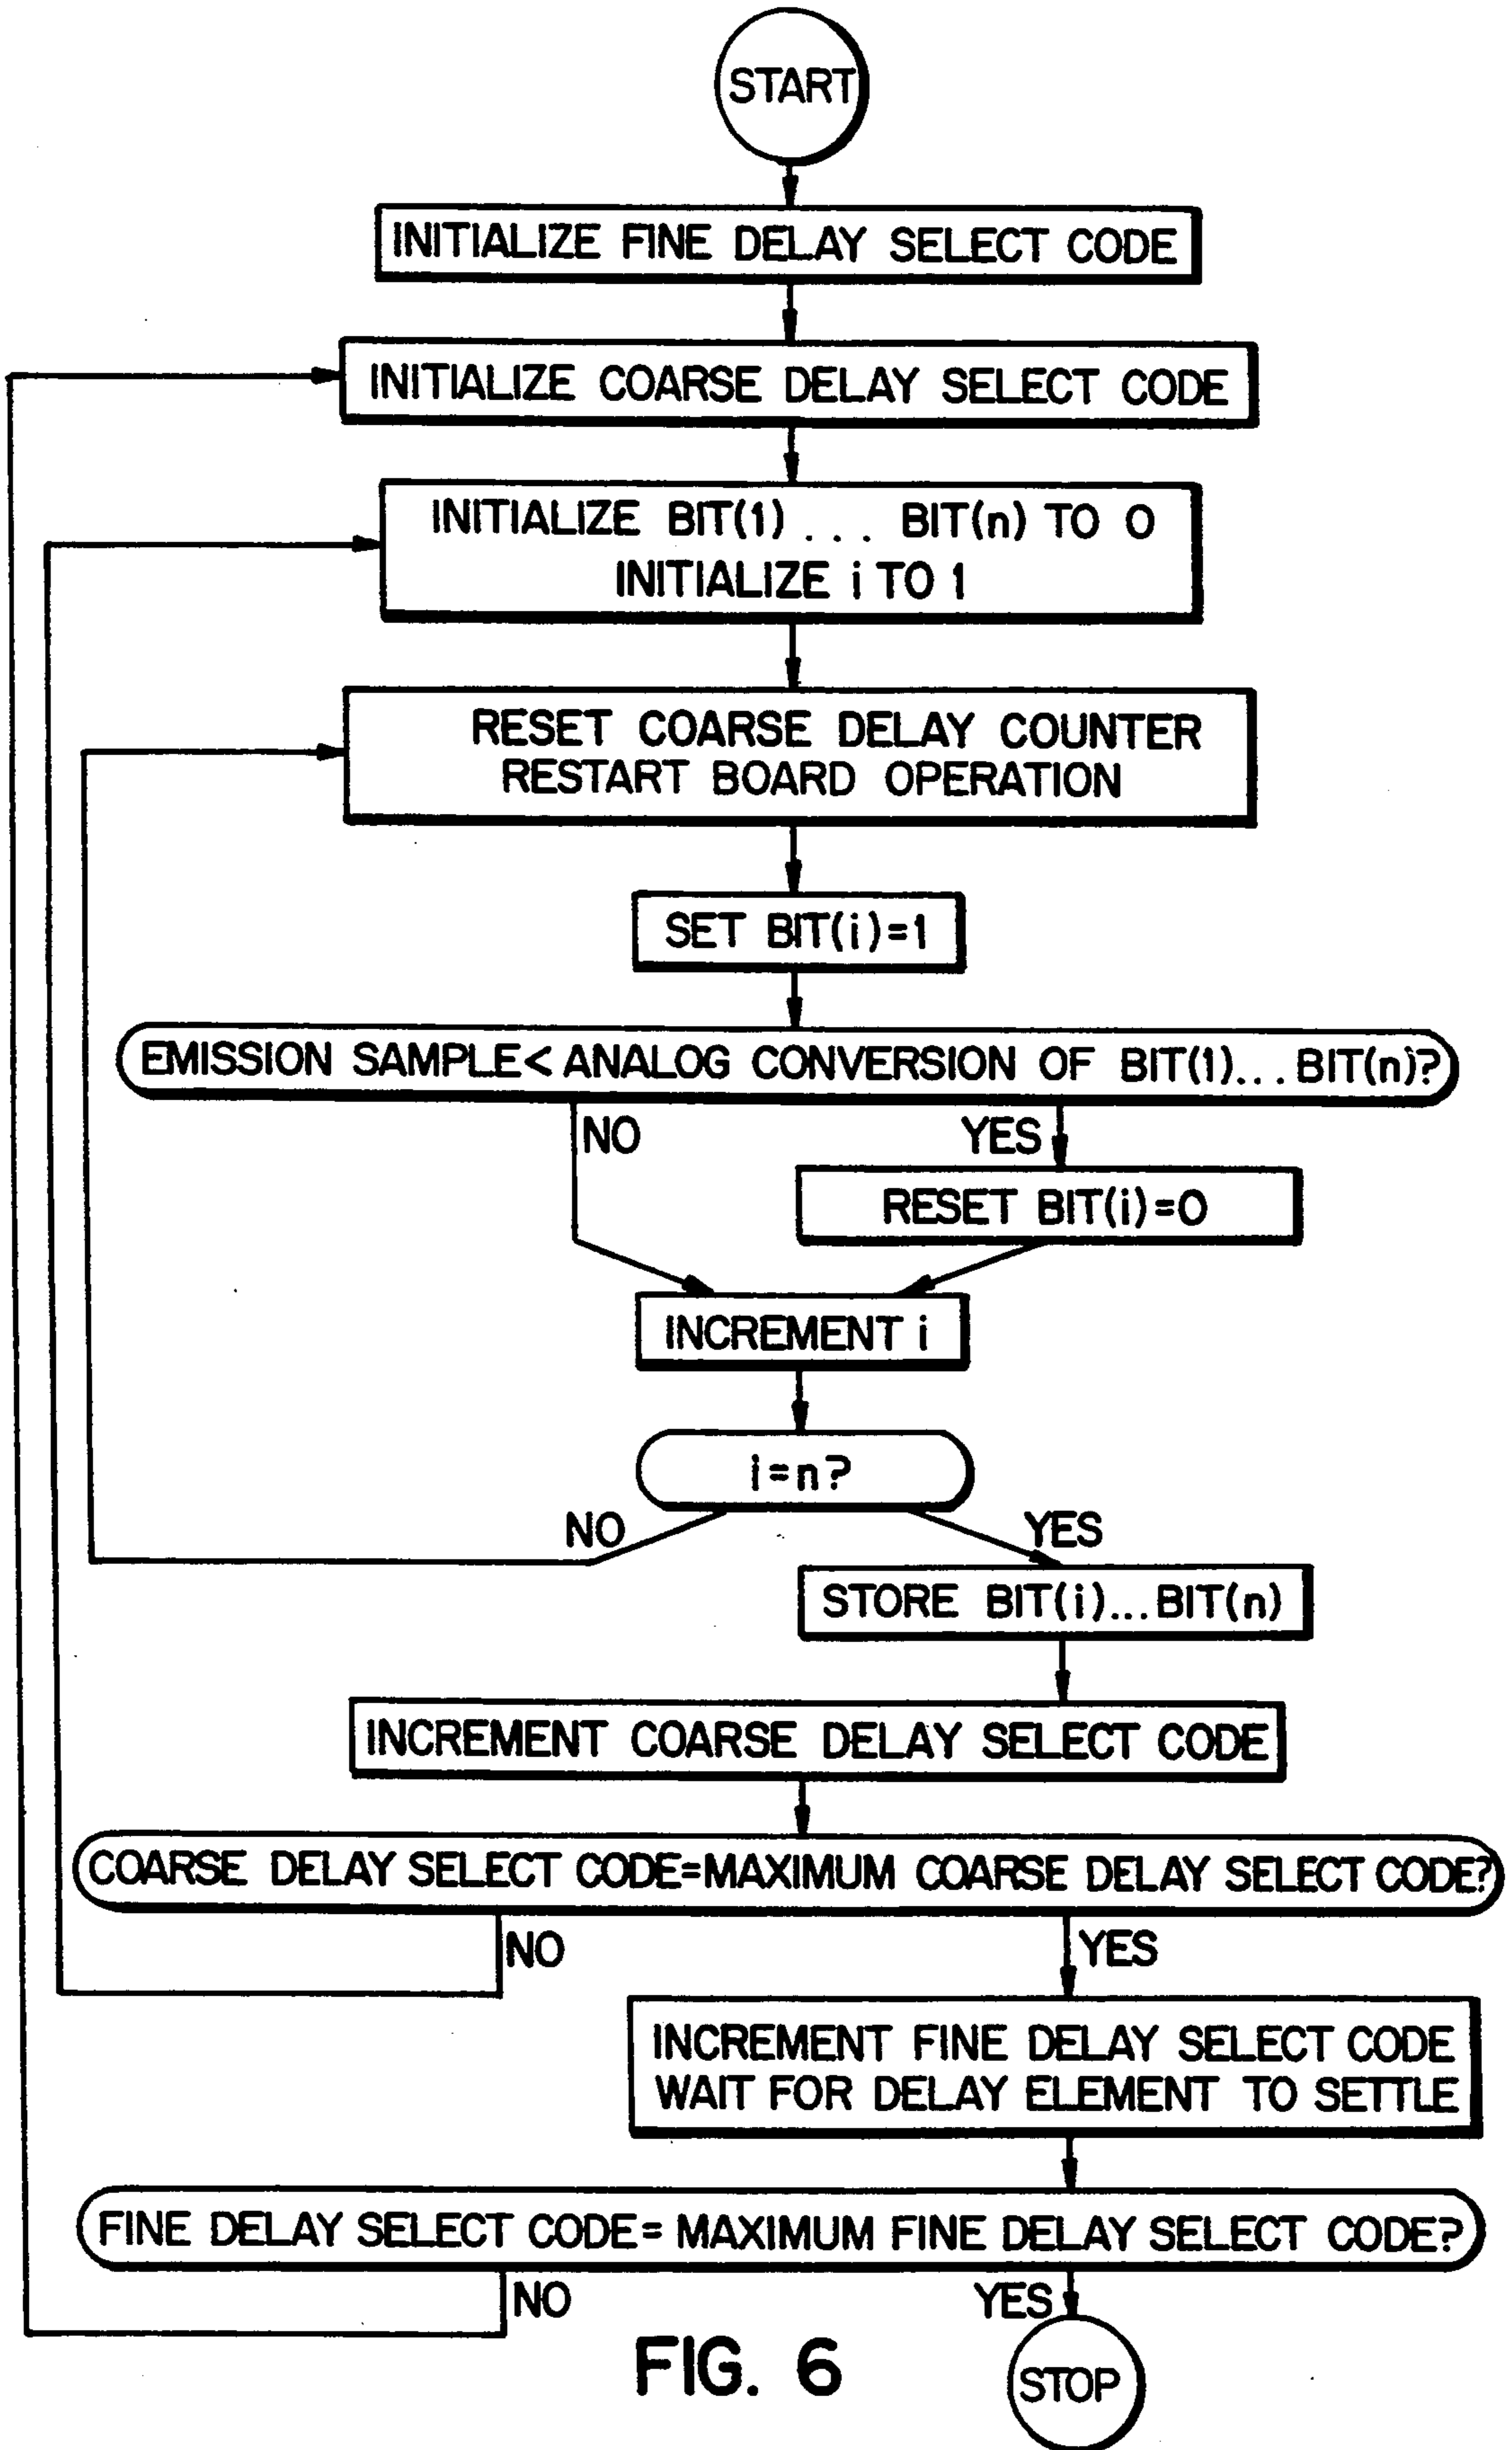 START
INITIALIZE FINE DELAY SELECT CODE
INITIALIZE COARSE DELAY SELECT CODE
INITIALIZE BIT(1) ... BIT(n) TO 0
INITIALIZE i TO 1
RESET COARSE DELAY COUNTER
RESTART BOARD OPERATION
SET BIT(i)=1
EMISSION SAMPLE< ANALOG CONVERSION OF BIT(1)... BIT(n)?
NO
YES
RESET BIT(i)=0
INCREMENT i
i=n?
NO
YES
STORE BIT(i)...BIT(n)
INCREMENT COARSE DELAY SELECT CODE
COARSE DELAY SELECT CODE=MAXIMUM COARSE DELAY SELECT CODE?
NO
YES
INCREMENT FINE DELAY SELECT CODE
WAIT FOR DELAY ELEMENT TO SETTLE
FINE DELAY SELECT CODE= MAXIMUM FINE DELAY SELECT CODE?
NO
YES
FIG. 6
STOP